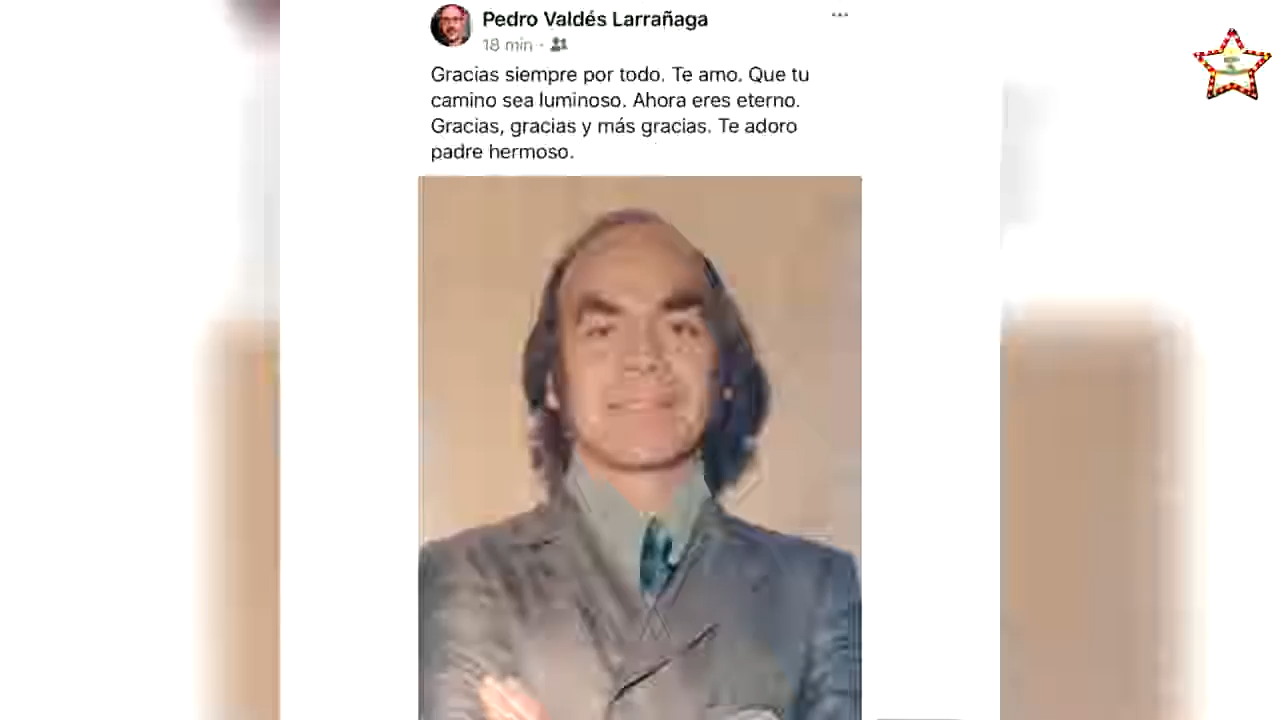 Pedro Valdés Larrañaga
18 min ·
Gracias siempre por todo. Te amo. Que tu
camino sea luminoso. Ahora eres eterno.
Gracias, gracias y más gracias. Te adoro
padre hermoso.